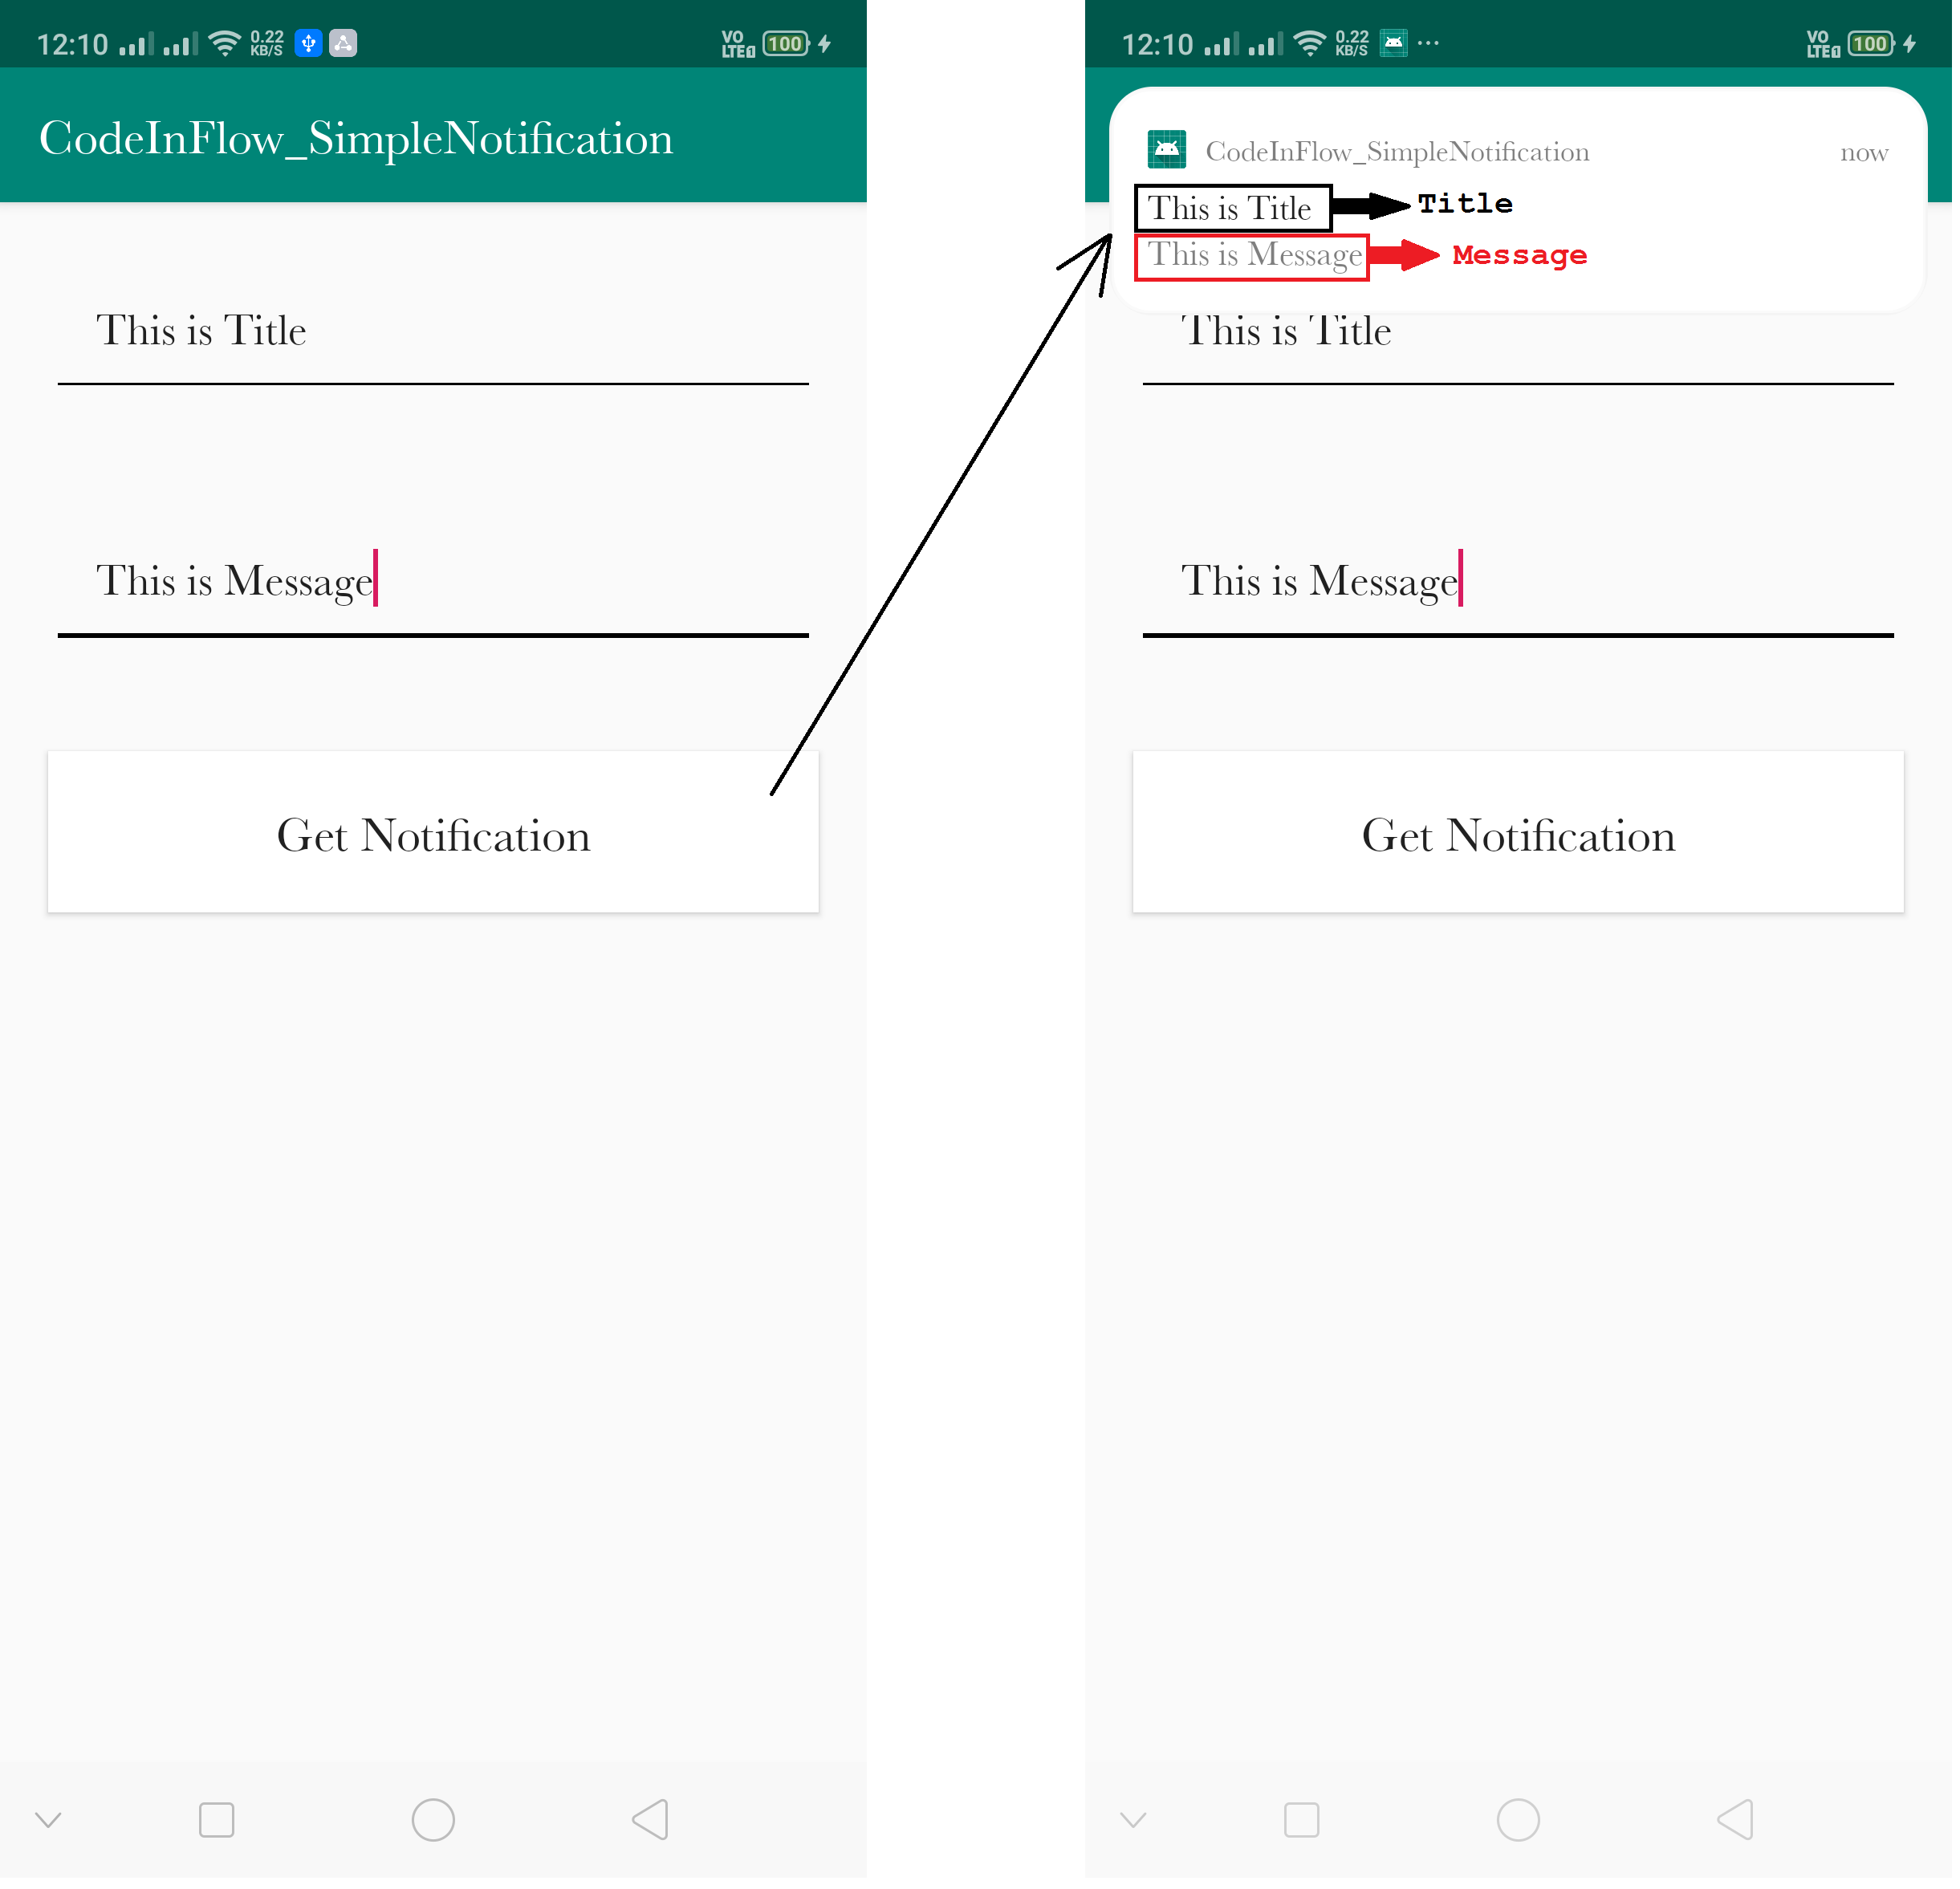 12:10 0.22 KB/S VO LTE 1 100
CodeInFlow_SimpleNotification
This is Title
This is Message
Get Notification
12:10 0.22 KB/S ... VO LTE 1 100
CodeInFlow_SimpleNotification now
This is Title Title
This is Message Message
This is Title
This is Message
Get Notification